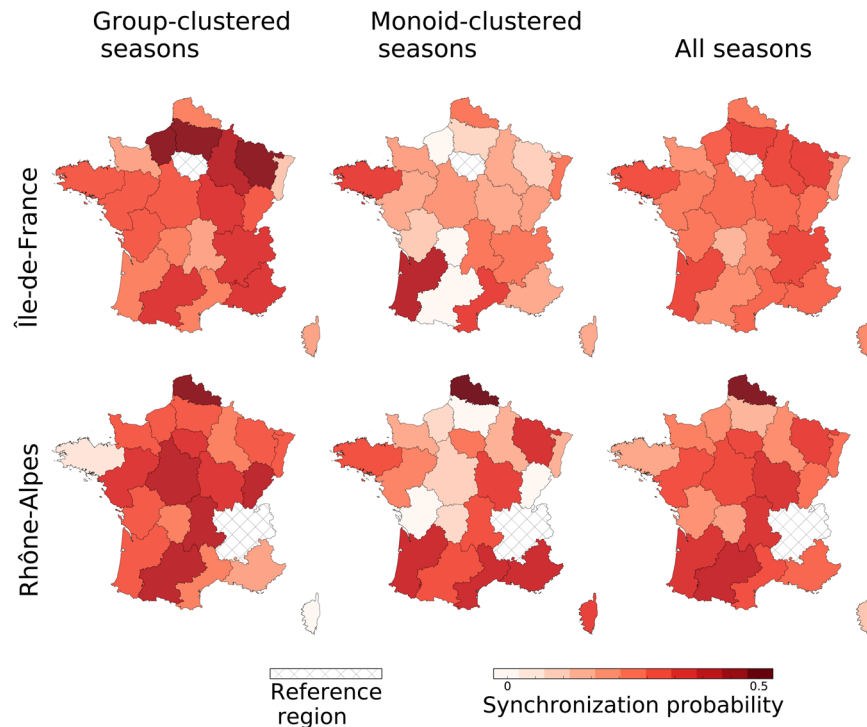 Group-clustered
seasons
Monoid-clustered
seasons
All seasons
Île-de-France
Rhône-Alpes
Reference
region
0
0.5
Synchronization probability